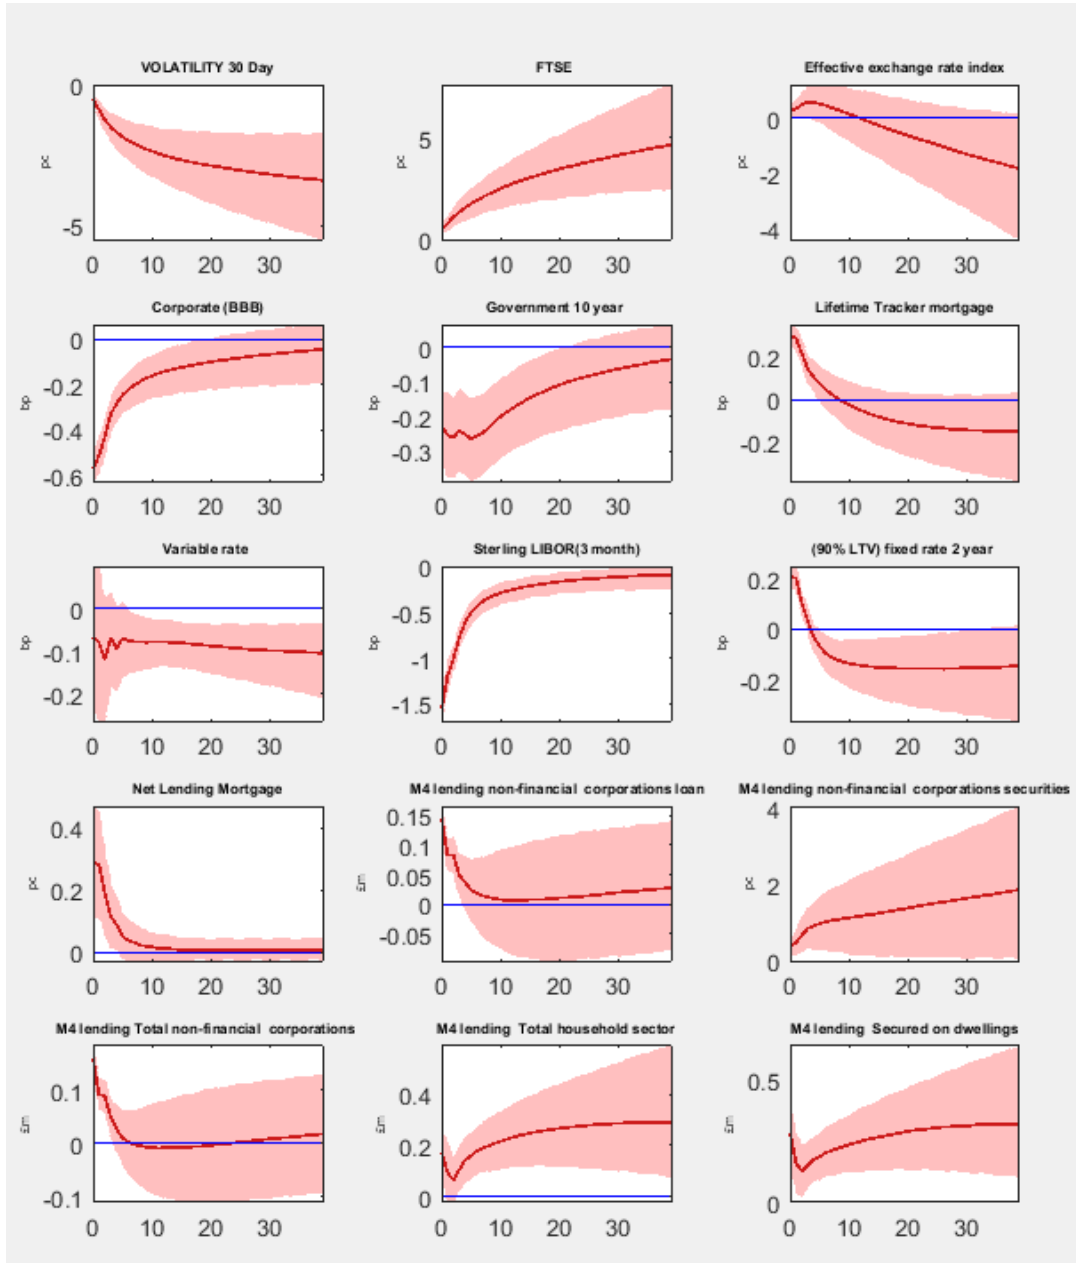 VOLATILITY 30 Day
FTSE
Effective exchange rate index
0
-5
pc
0 10 20 30
5
0
pc
0 10 20 30
0
-2
-4
pc
0 10 20 30
Corporate (BBB)
Government 10 year
Lifetime Tracker mortgage
0
-0.2
-0.4
-0.6
bp
0 10 20 30
0
-0.1
-0.2
-0.3
bp
0 10 20 30
0.2
0
-0.2
bp
0 10 20 30
Variable rate
Sterling LIBOR(3 month)
(90% LTV) fixed rate 2 year
0
-0.1
-0.2
bp
0 10 20 30
0
-0.5
-1
-1.5
bp
0 10 20 30
0.2
0
-0.2
bp
0 10 20 30
Net Lending Mortgage
M4 lending non-financial corporations loan
M4 lending non-financial corporations securities
0.4
0.2
0
pc
0 10 20 30
0.15
0.1
0.05
0
-0.05
£m
0 10 20 30
4
2
0
pc
0 10 20 30
M4 lending Total non-financial corporations
M4 lending Total household sector
M4 lending Secured on dwellings
0.1
0
-0.1
£m
0 10 20 30
0.4
0.2
0
£m
0 10 20 30
0.5
0
£m
0 10 20 30